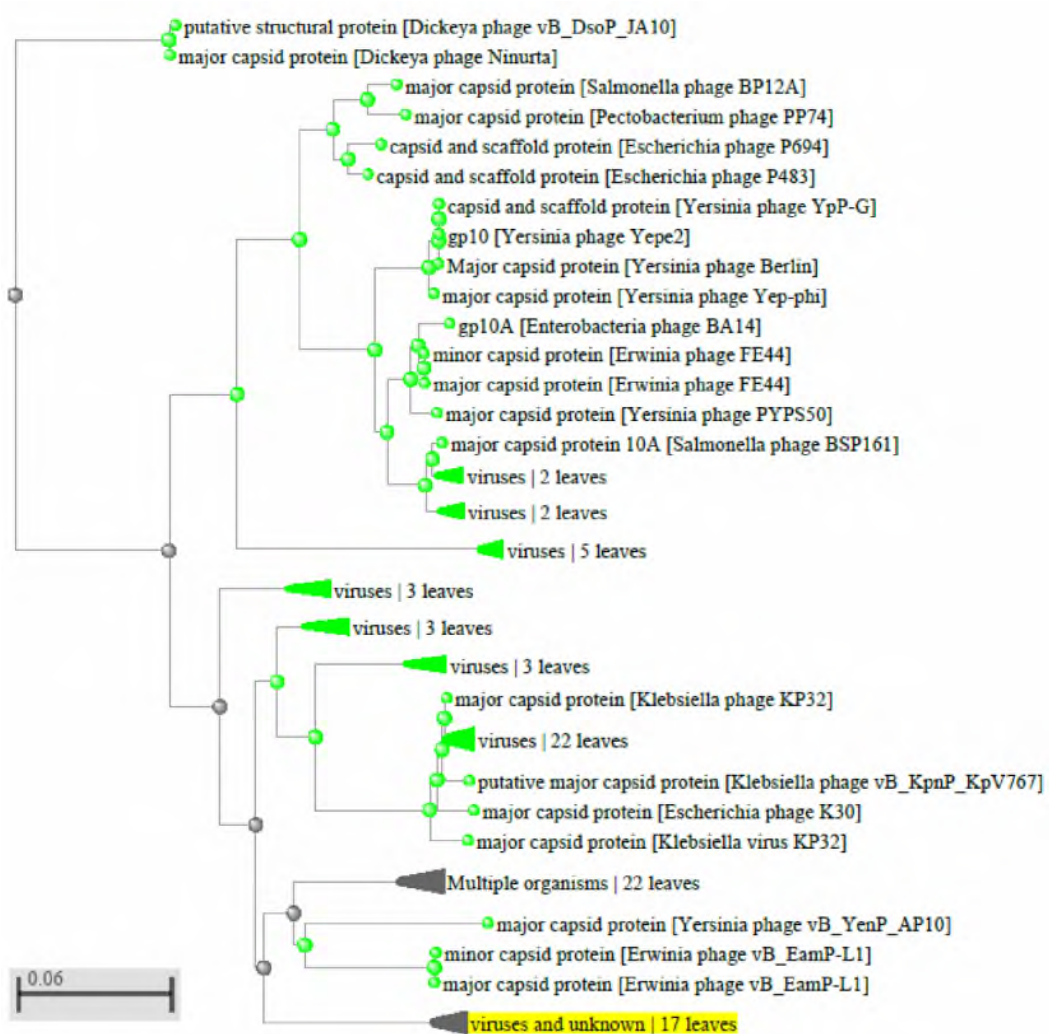 putative structural protein [Dickeya phage vB_DsoP_JA10]
major capsid protein [Dickeya phage Ninurta]
major capsid protein [Salmonella phage BP12A]
major capsid protein [Pectobacterium phage PP74]
capsid and scaffold protein [Escherichia phage P694]
capsid and scaffold protein [Escherichia phage P483]
capsid and scaffold protein [Yersinia phage YpP-G]
gp10 [Yersinia phage Yepe2]
Major capsid protein [Yersinia phage Berlin]
major capsid protein [Yersinia phage Yep-phi]
gp10A [Enterobacteria phage BA14]
minor capsid protein [Erwinia phage FE44]
major capsid protein [Erwinia phage FE44]
major capsid protein [Yersinia phage PYPS50]
major capsid protein 10A [Salmonella phage BSP161]
viruses | 2 leaves
viruses | 2 leaves
viruses | 5 leaves
viruses | 3 leaves
viruses | 3 leaves
viruses | 3 leaves
major capsid protein [Klebsiella phage KP32]
viruses | 22 leaves
putative major capsid protein [Klebsiella phage vB_KpnP_KpV767]
major capsid protein [Escherichia phage K30]
major capsid protein [Klebsiella virus KP32]
Multiple organisms | 22 leaves
major capsid protein [Yersinia phage vB_YenP_AP10]
minor capsid protein [Erwinia phage vB_EamP-L1]
major capsid protein [Erwinia phage vB_EamP-L1]
0.06
viruses and unknown | 17 leaves